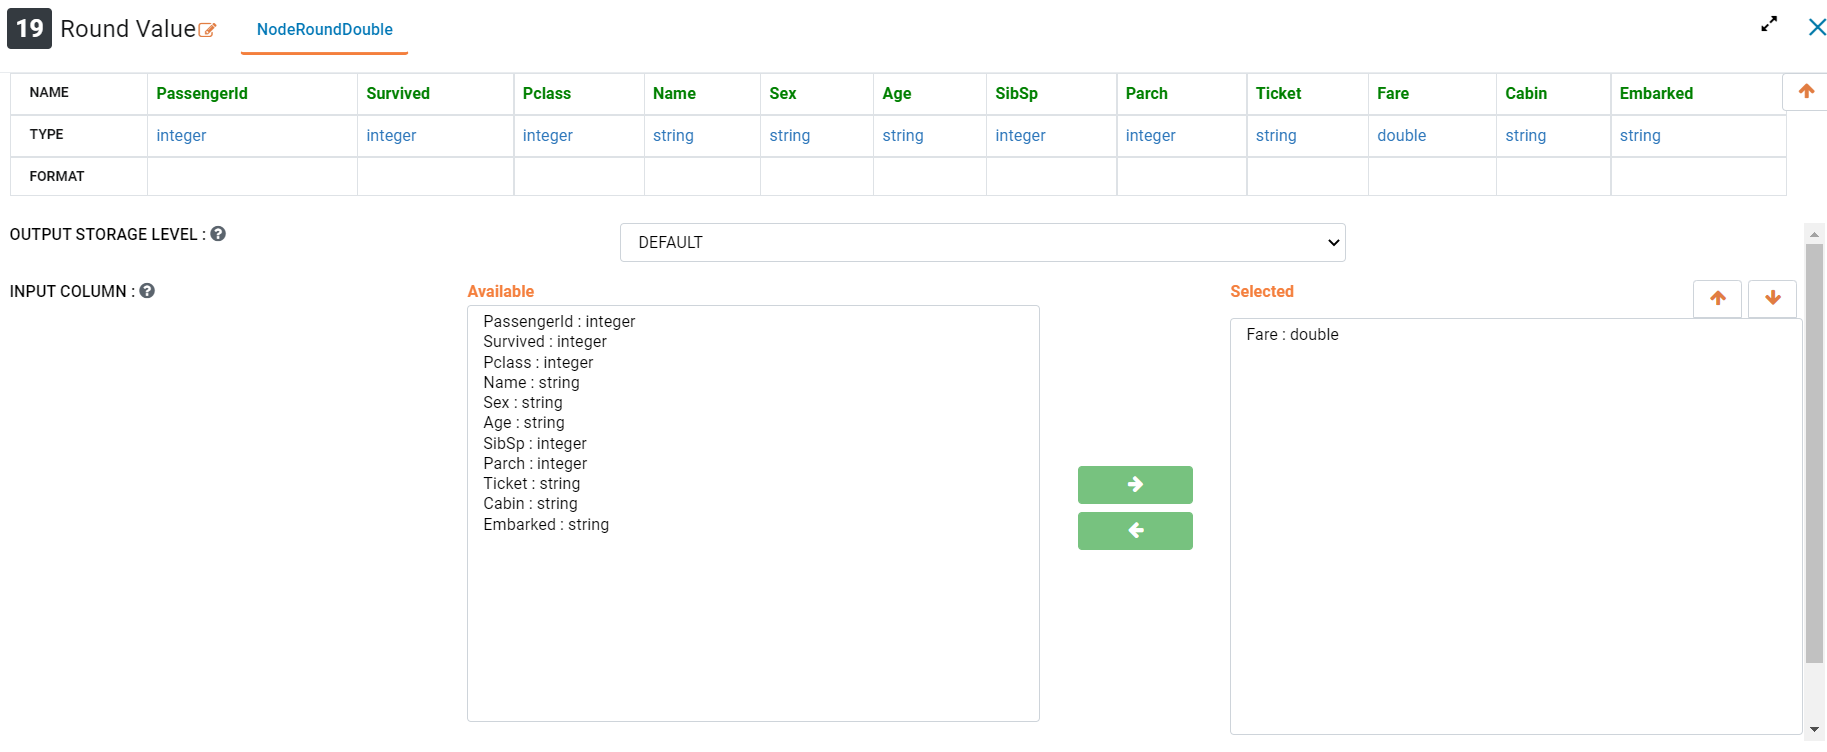 19 Round Value NodeRoundDouble
NAME PassengerId Survived Pclass Name Sex Age SibSp Parch Ticket Fare Cabin Embarked
TYPE integer integer integer string string string integer integer string double string string
FORMAT
OUTPUT STORAGE LEVEL : DEFAULT
INPUT COLUMN : Available Selected
PassengerId : integer
Survived : integer
Pclass : integer
Name : string
Sex : string
Age : string
SibSp : integer
Parch : integer
Ticket : string
Cabin : string
Embarked : string
Fare : double